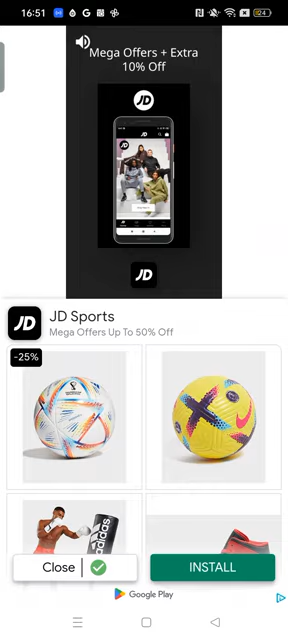 16:51
Mega Offers + Extra
10% Off
JD
JD
JD
JD Sports
Mega Offers Up To 50% Off
-25%
adidas
Close
INSTALL
Google Play